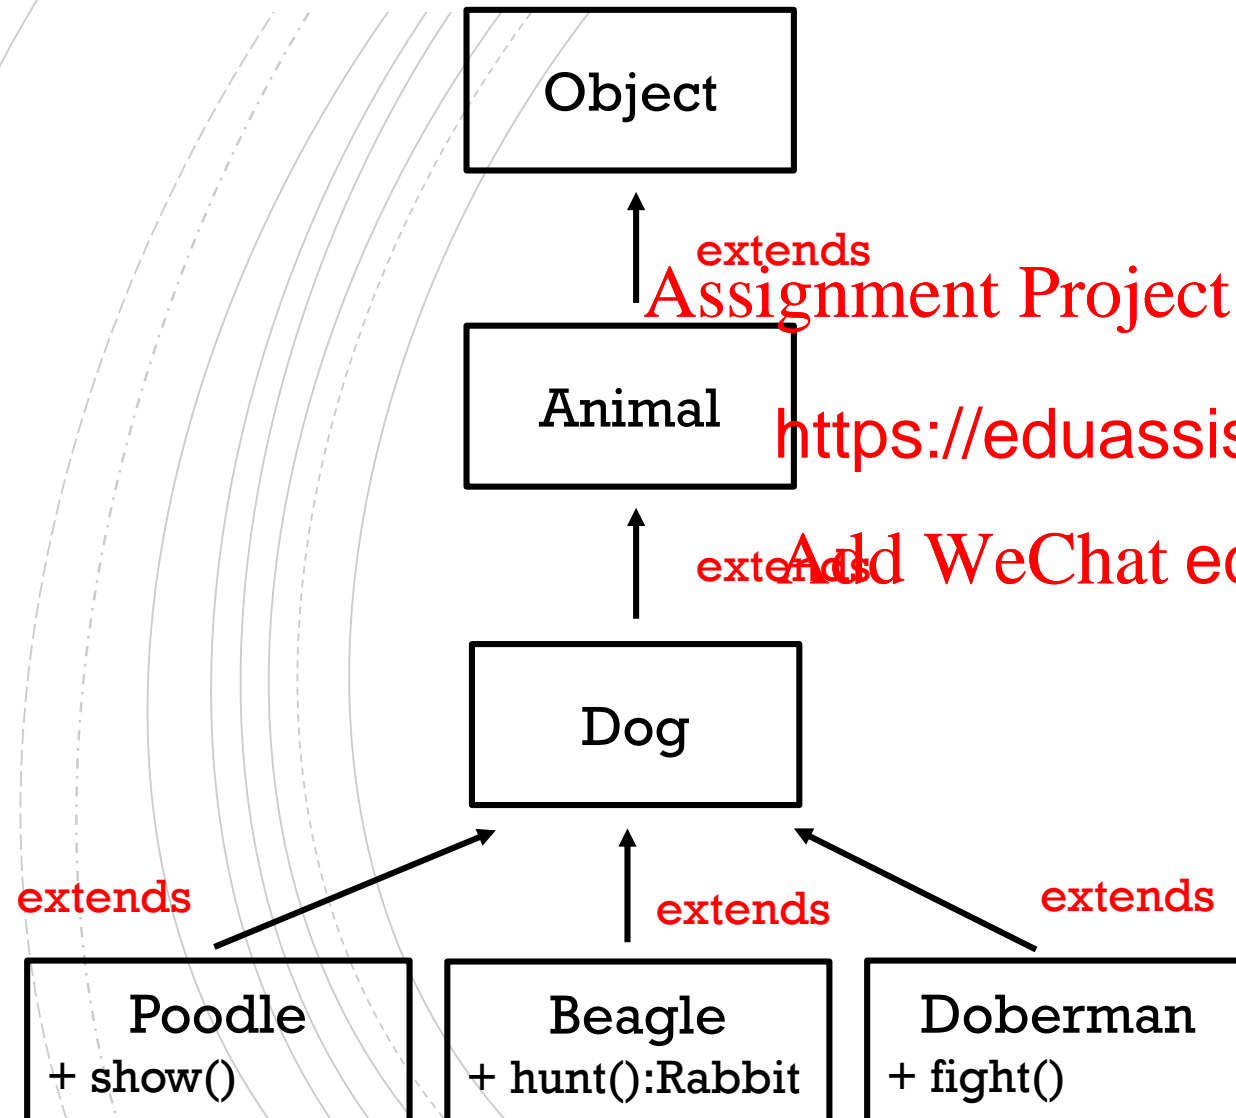 Object
extends
Assignment Project
Animal
https://eduassis
extends
Add WeChat ed
Dog
extends
extends
extends
Poodle
+ show()
Beagle
+ hunt():Rabbit
Doberman
+ fight()